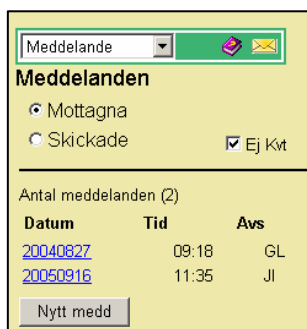 Meddelande
Meddelanden
Mottagna
Skickade
Ej Kvt
Antal meddelanden (2)
Datum Tid Avs
20040827 09:18 GL
20050916 11:35 JI
Nytt medd